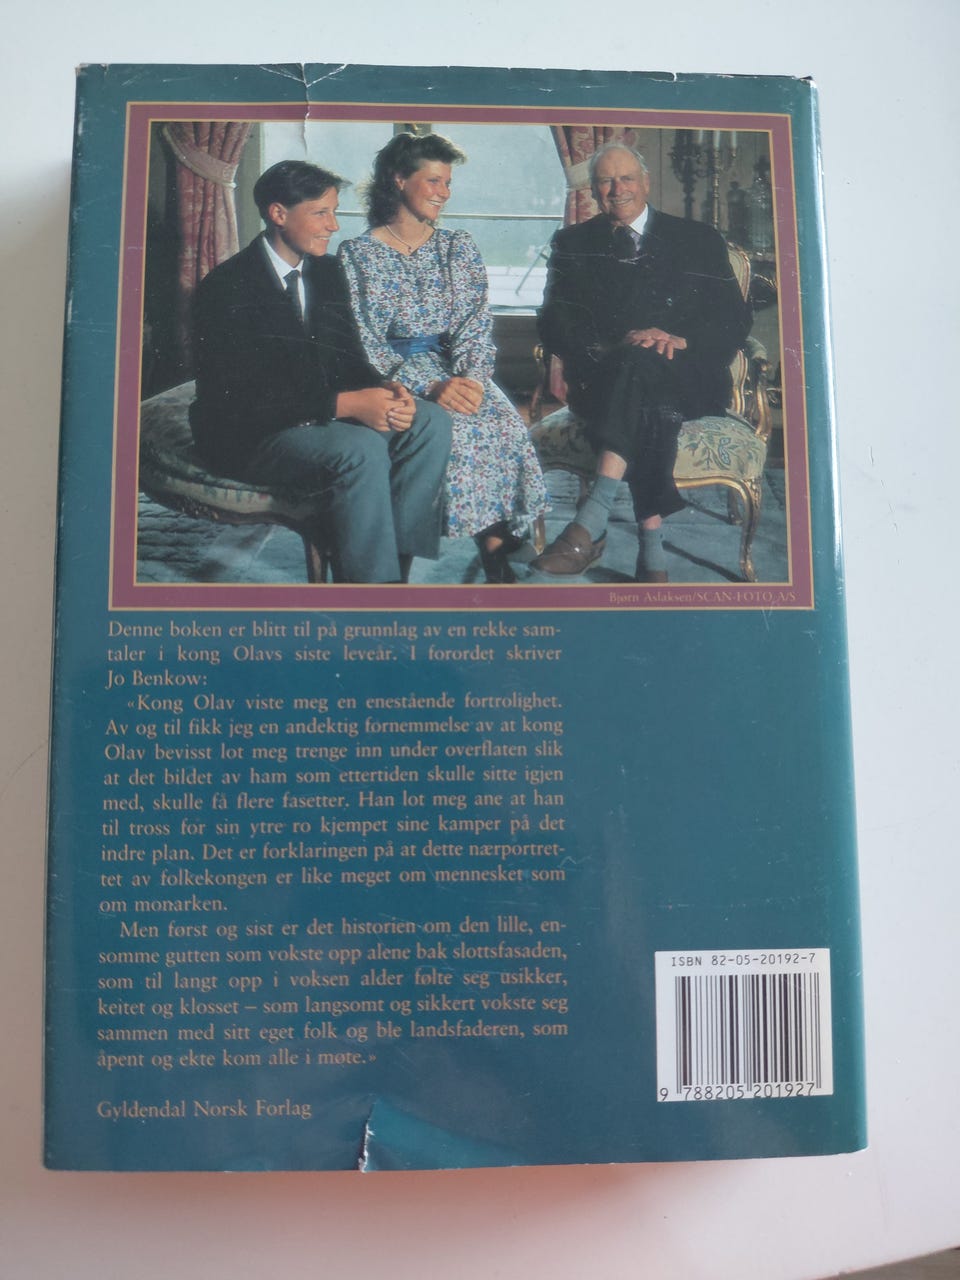 Bjørn Aslaksen/SCAN-FOTO A/S
Denne boken er blitt til på grunnlag av en rekke sam-
taler i kong Olavs siste leveår. I forordet skriver
Jo Benkow:
«Kong Olav viste meg en enestående fortrolighet.
Av og til fikk jeg en andektig fornemmelse av at kong
Olav bevisst lot meg trenge inn under overflaten slik
at det bildet av ham som ettertiden skulle sitte igjen
med, skulle få flere fasetter. Han lot meg ane at han
til tross for sin ytre ro kjempet sine kamper på det
indre plan. Det er forklaringen på at dette nærportret-
tet av folkekongen er like meget om mennesket som
om monarken.
Men først og sist er det historien om den lille, en-
somme gutten som vokste opp alene bak slottsfasaden,
som til langt opp i voksen alder følte seg usikker,
keitet og klosset – som langsomt og sikkert vokste seg
sammen med sitt eget folk og ble landsfaderen, som
åpent og ekte kom alle i møte.»
Gyldendal Norsk Forlag
ISBN 82-05-20192-7
9 788205 201927